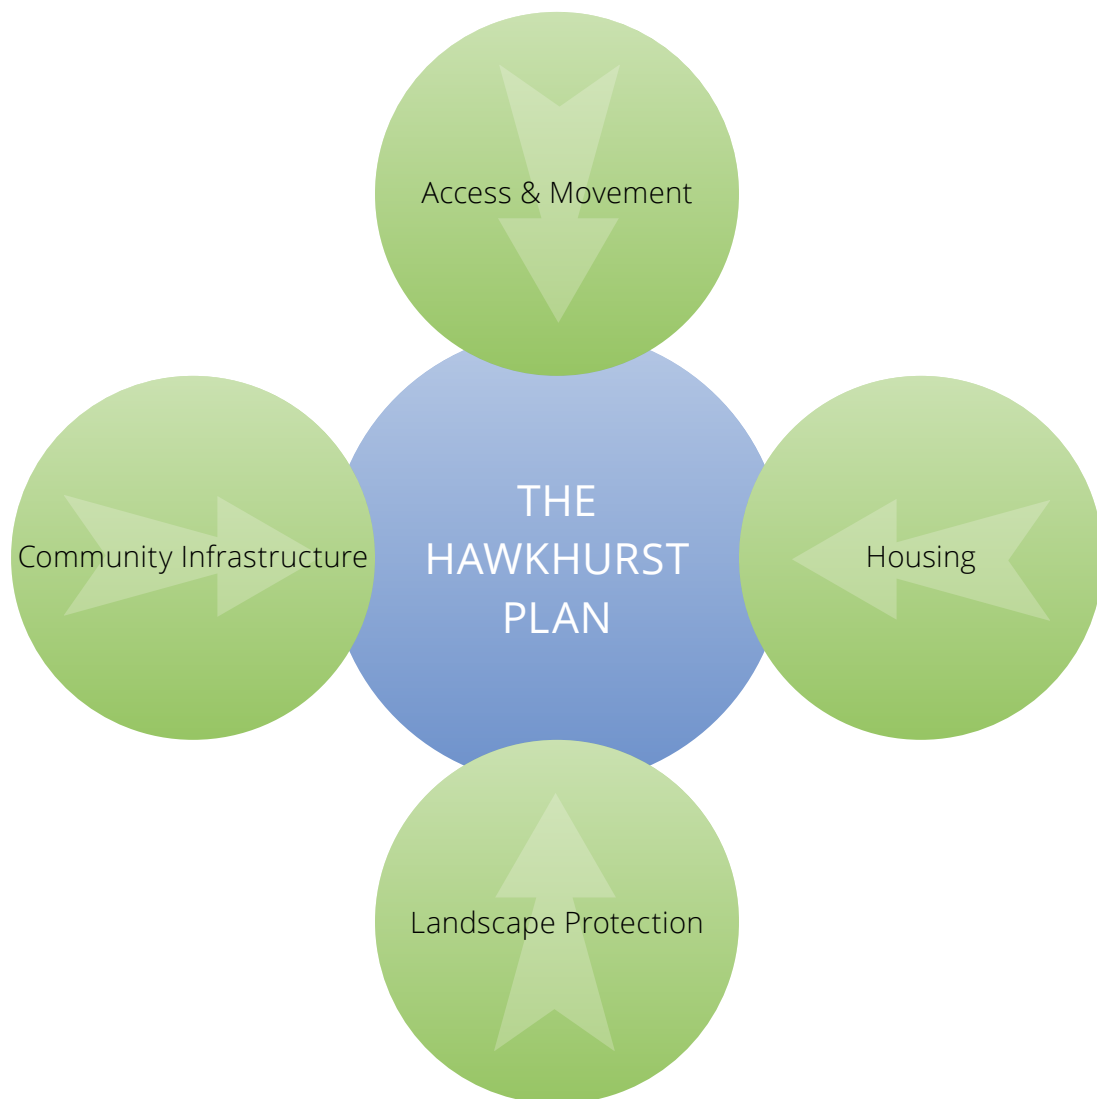 Access & Movement
THE
HAWKHURST
PLAN
Community Infrastructure
Housing
Landscape Protection